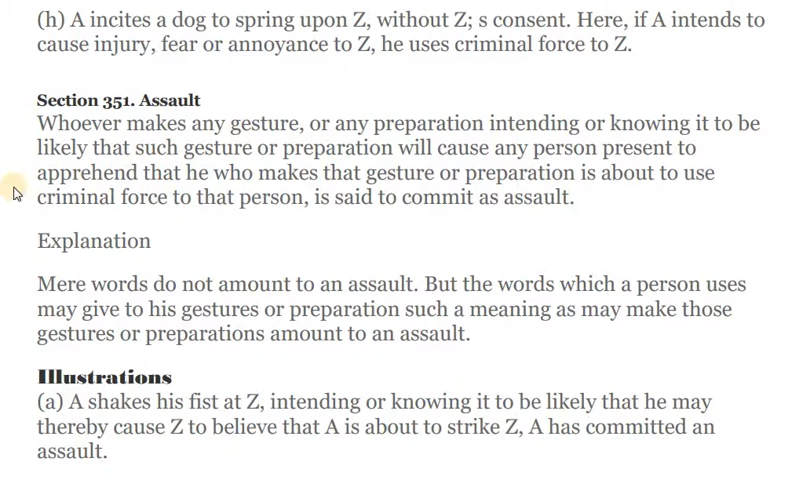 (h) A incites a dog to spring upon Z, without Z; s consent. Here, if A intends to
cause injury, fear or annoyance to Z, he uses criminal force to Z.
Section 351. Assault
Whoever makes any gesture, or any preparation intending or knowing it to be
likely that such gesture or preparation will cause any person present to
apprehend that he who makes that gesture or preparation is about to use
criminal force to that person, is said to commit as assault.
Explanation
Mere words do not amount to an assault. But the words which a person uses
may give to his gestures or preparation such a meaning as may make those
gestures or preparations amount to an assault.
Illustrations
(a) A shakes his fist at Z, intending or knowing it to be likely that he may
thereby cause Z to believe that A is about to strike Z, A has committed an
assault.